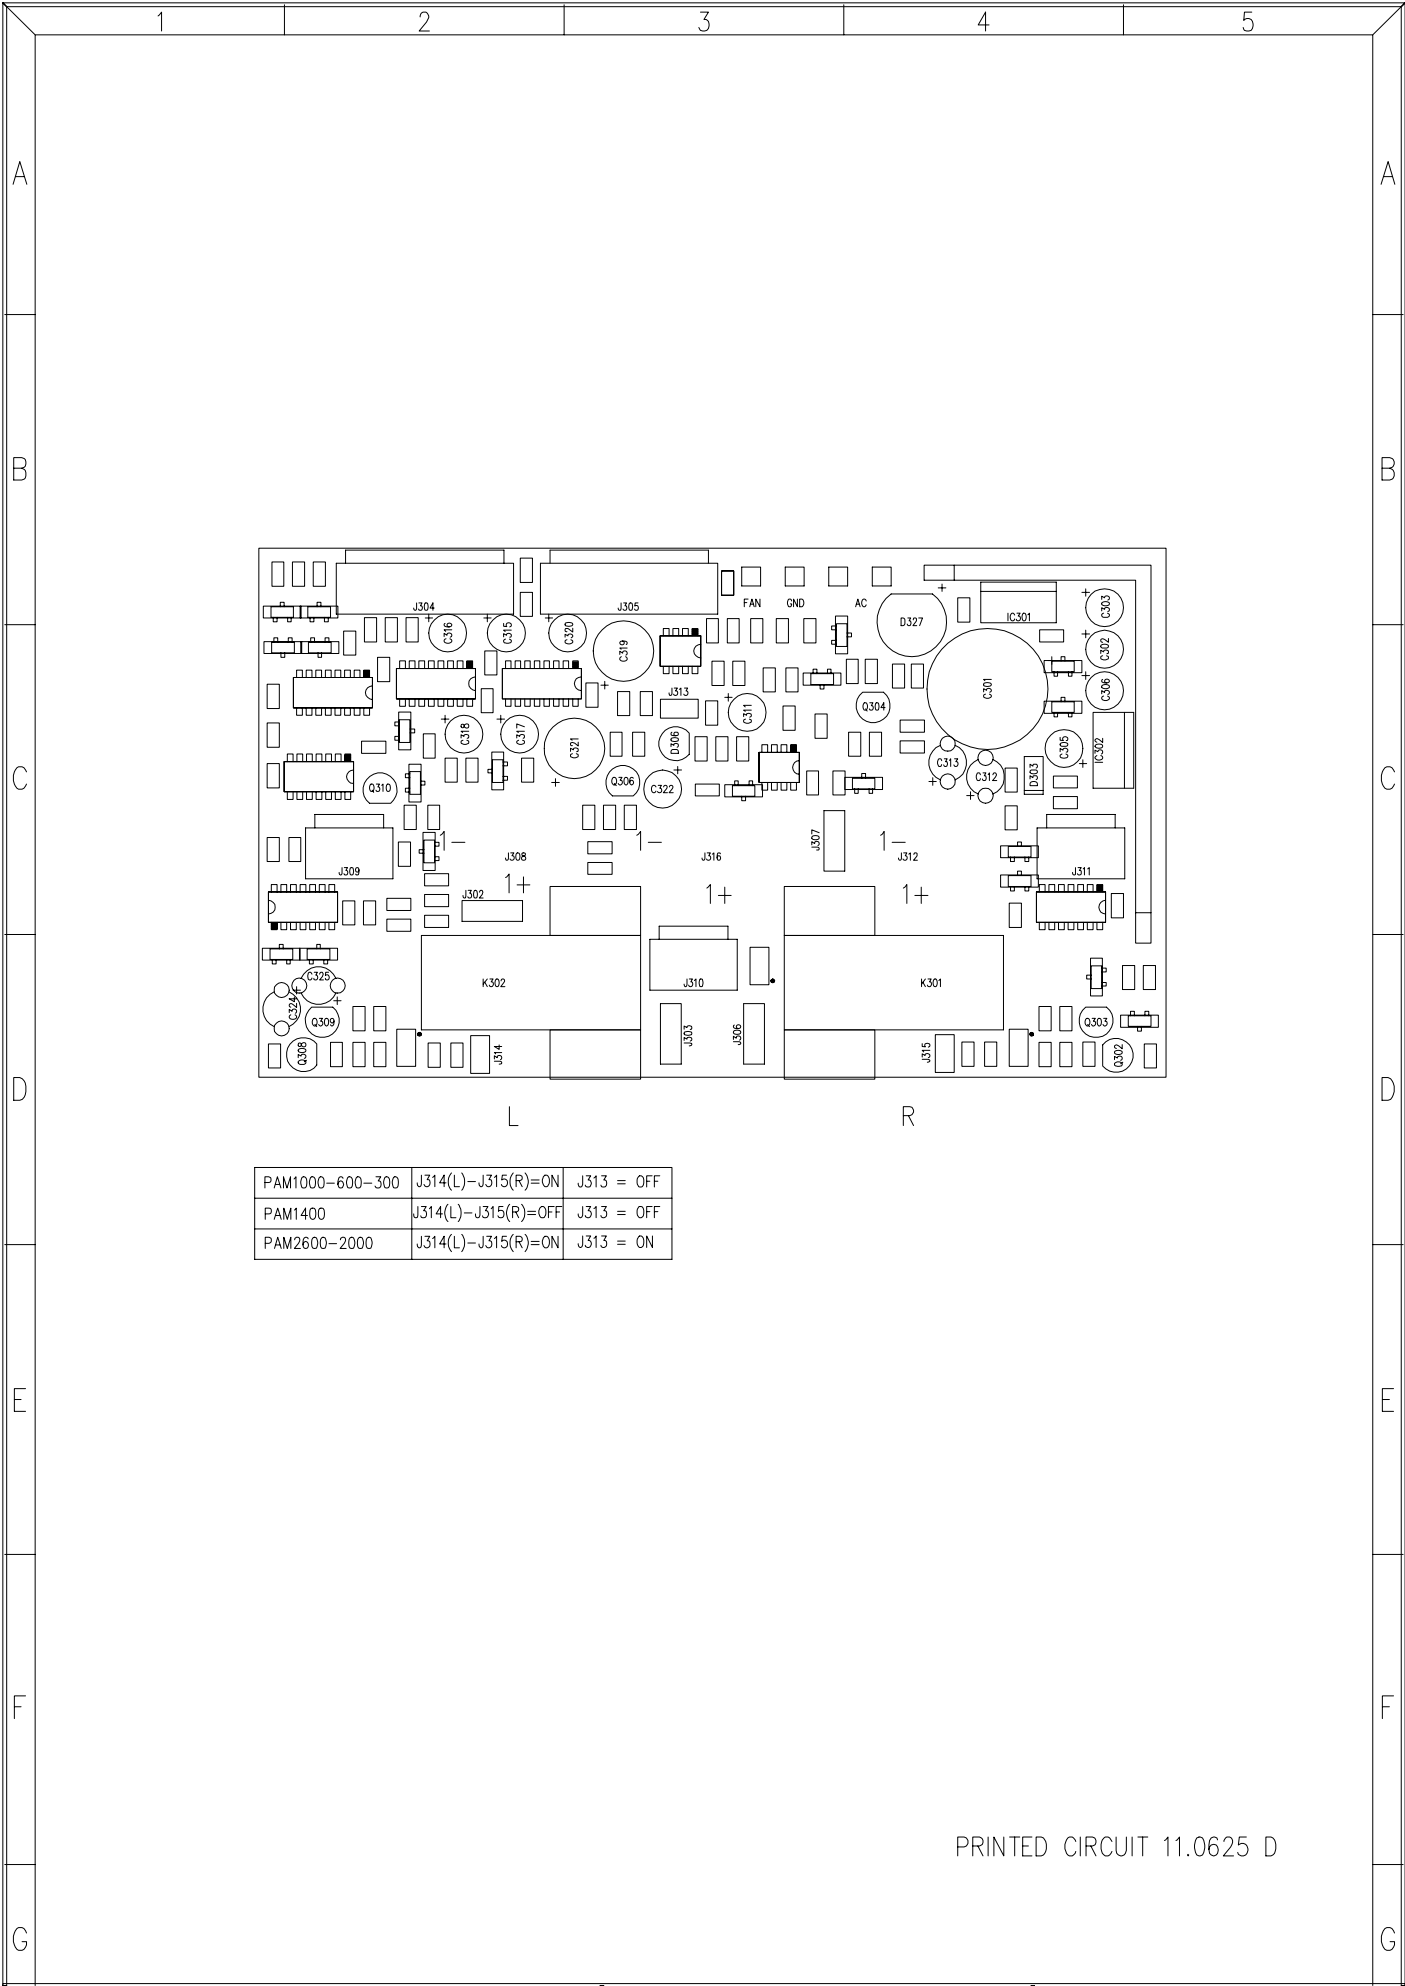 1 2 3 4 5
A A
B B
J304 J305 FAN GND AC D327 IC301 C303
C316 C315 C320 C319 C302
C301 C306
J313 C311 Q304
C318 C317 C321 D306 C305 IC302
C313 C312 D303
C C
Q310 Q306 C322
1- 1- J307 1-
J309 J308 J316 J312 J311
J302 1+ 1+ 1+
C325 K302 J310 K301
C324 Q309 Q303
Q308 J314 J303 J306 J315 Q302
D D
L R
PAM1000-600-300 J314(L)-J315(R)=ON J313 = OFF
PAM1400 J314(L)-J315(R)=OFF J313 = OFF
PAM2600-2000 J314(L)-J315(R)=ON J313 = ON
E E
F F
PRINTED CIRCUIT 11.0625 D
G G